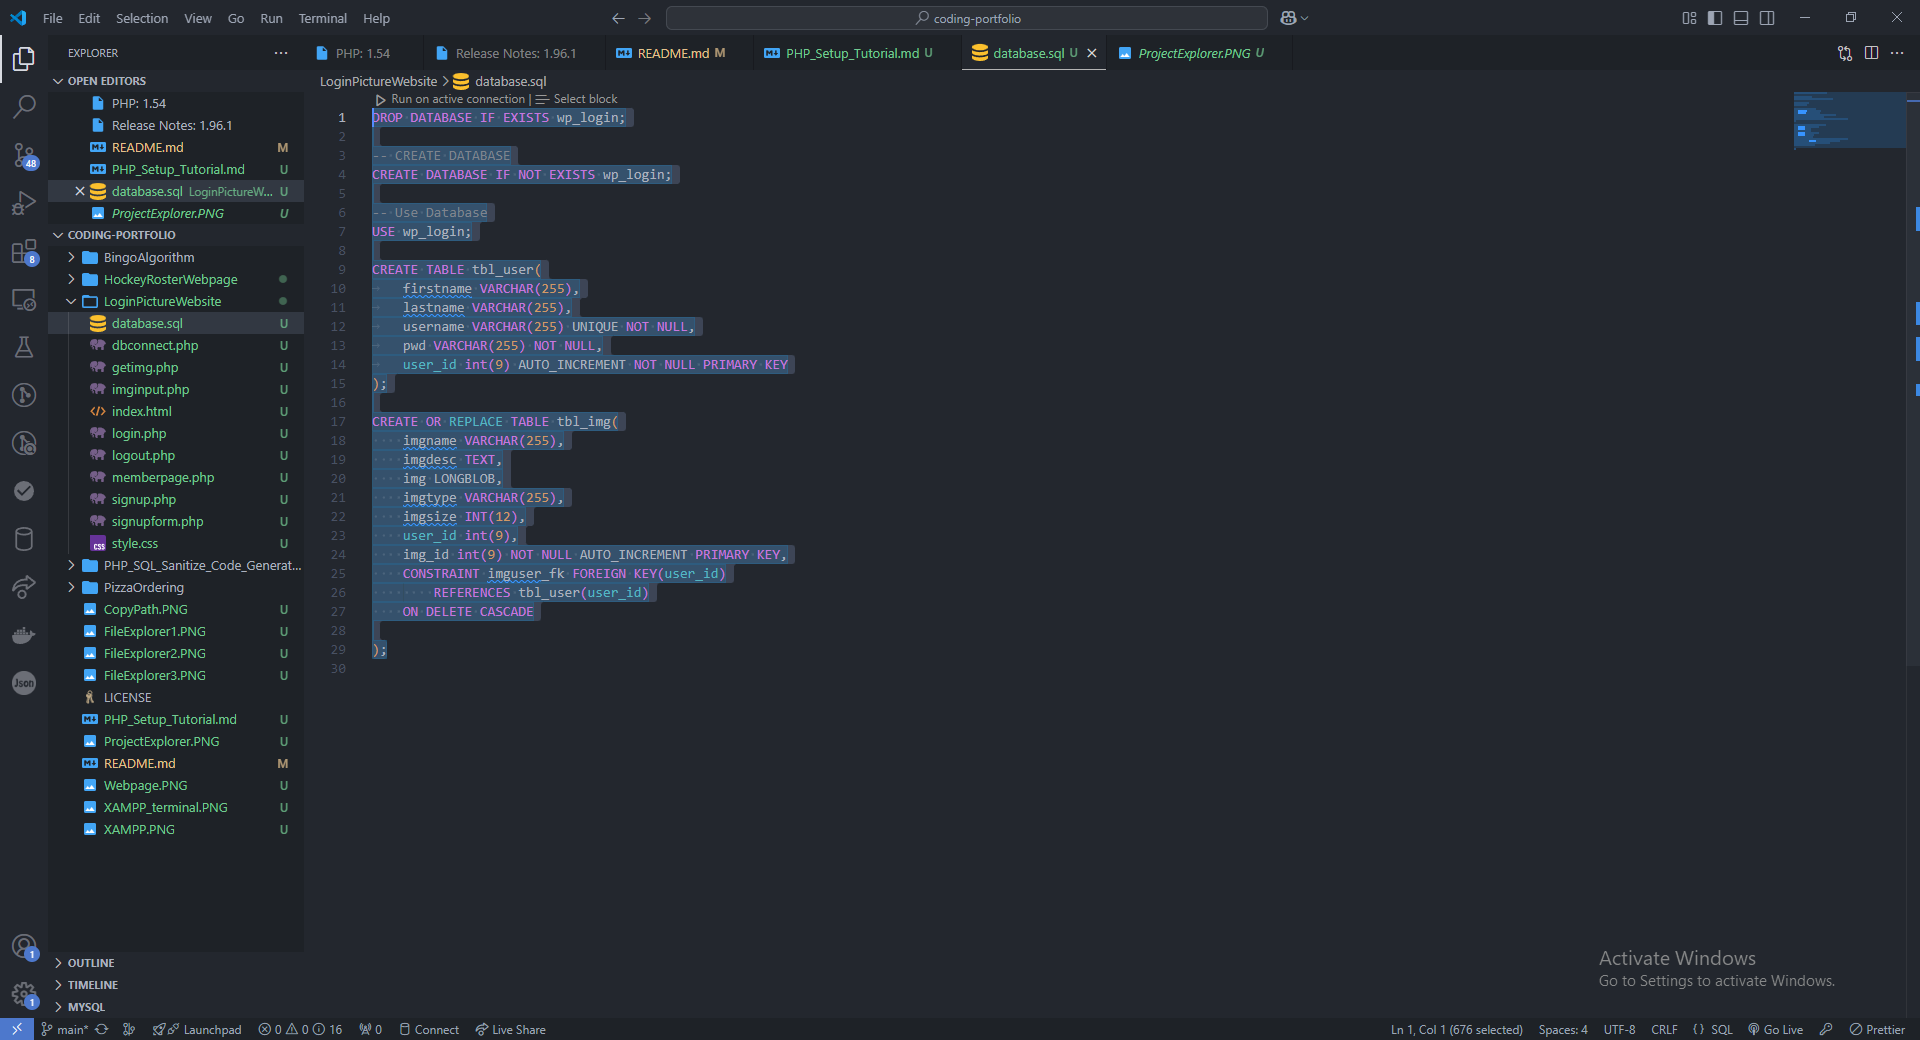 File Edit Selection View Go Run Terminal Help
coding-portfolio
EXPLORER
PHP: 1.54
Release Notes: 1.96.1
README.md M
PHP_Setup_Tutorial.md U
database.sql U
ProjectExplorer.PNG U
OPEN EDITORS
PHP: 1.54
Release Notes: 1.96.1
README.md M
PHP_Setup_Tutorial.md U
database.sql LoginPictureW... U
ProjectExplorer.PNG U
CODING-PORTFOLIO
BingoAlgorithm
HockeyRosterWebpage
LoginPictureWebsite
database.sql U
dbconnect.php U
getimg.php U
imginput.php U
index.html U
login.php U
logout.php U
memberpage.php U
signup.php U
signupform.php U
style.css U
PHP_SQL_Sanitize_Code_Generat...
PizzaOrdering
CopyPath.PNG U
FileExplorer1.PNG U
FileExplorer2.PNG U
FileExplorer3.PNG U
LICENSE
PHP_Setup_Tutorial.md U
ProjectExplorer.PNG U
README.md M
Webpage.PNG U
XAMPP_terminal.PNG U
XAMPP.PNG U
OUTLINE
TIMELINE
MYSQL
48
8
Json
1
1
LoginPictureWebsite > database.sql
Run on active connection | Select block
1 DROP DATABASE IF EXISTS wp_login;
2
3 -- CREATE DATABASE
4 CREATE DATABASE IF NOT EXISTS wp_login;
5
6 -- Use Database
7 USE wp_login;
8
9 CREATE TABLE tbl_user(
10 firstname VARCHAR(255),
11 lastname VARCHAR(255),
12 username VARCHAR(255) UNIQUE NOT NULL,
13 pwd VARCHAR(255) NOT NULL,
14 user_id int(9) AUTO_INCREMENT NOT NULL PRIMARY KEY
15 );
16
17 CREATE OR REPLACE TABLE tbl_img(
18 imgname VARCHAR(255),
19 imgdesc TEXT,
20 img LONGBLOB,
21 imgtype VARCHAR(255),
22 imgsize INT(12),
23 user_id int(9),
24 img_id int(9) NOT NULL AUTO_INCREMENT PRIMARY KEY,
25 CONSTRAINT imguser_fk FOREIGN KEY(user_id)
26 REFERENCES tbl_user(user_id)
27 ON DELETE CASCADE
28
29 );
30
Activate Windows
Go to Settings to activate Windows.
main* Launchpad 0 0 16 0 Connect Live Share
Ln 1, Col 1 (676 selected) Spaces: 4 UTF-8 CRLF {} SQL Go Live Prettier